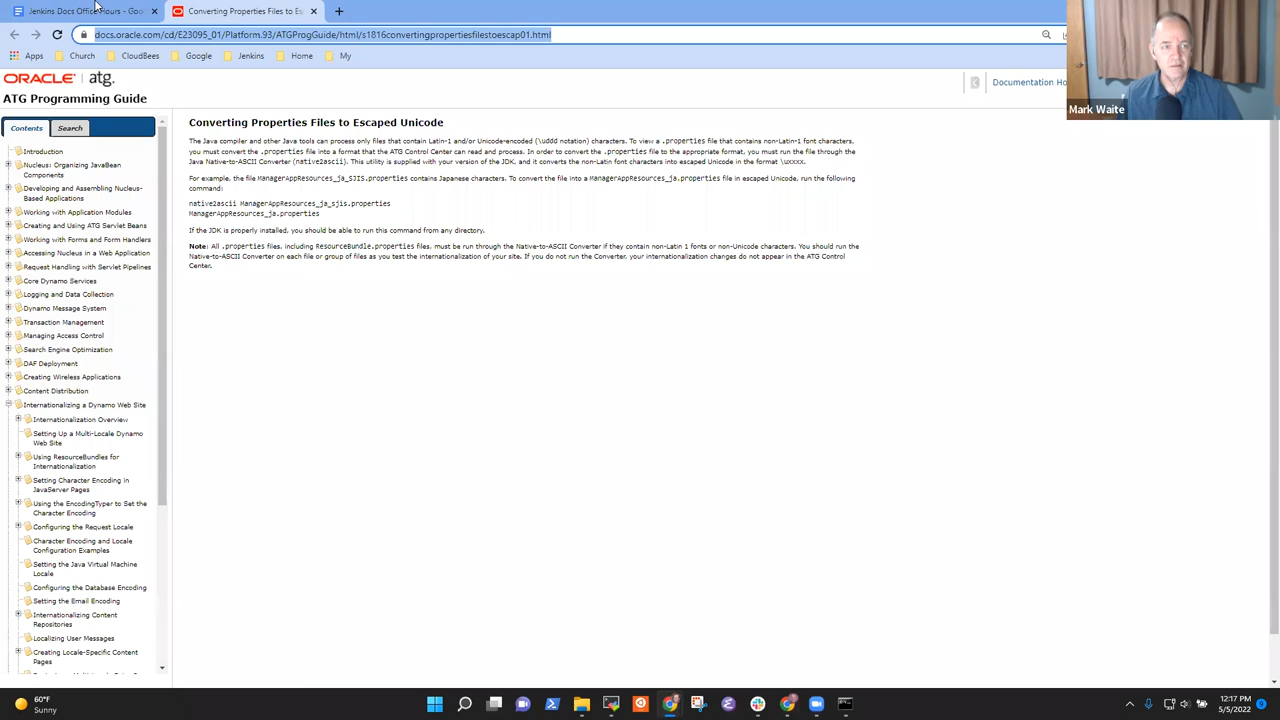 Jenkins Docs Office Hours - Goo
Converting Properties Files to Es
docs.oracle.com/cd/E23095_01/Platform.93/ATGProgGuide/html/s1816convertingpropertiesfilestoescap01.html
Apps
Church
CloudBees
Google
Jenkins
Home
My
ORACLE atg.
Documentation Ho
ATG Programming Guide
Mark Waite
Contents
Search
Introduction
Nucleus: Organizing JavaBean
Components
Developing and Assembling Nucleus-
Based Applications
Working with Application Modules
Creating and Using ATG Servlet Beans
Working with Forms and Form Handlers
Accessing Nucleus in a Web Application
Request Handling with Servlet Pipelines
Core Dynamo Services
Logging and Data Collection
Dynamo Message System
Transaction Management
Managing Access Control
Search Engine Optimization
DAF Deployment
Creating Wireless Applications
Content Distribution
Internationalizing a Dynamo Web Site
Internationalization Overview
Setting Up a Multi-Locale Dynamo
Web Site
Using ResourceBundles for
Internationalization
Setting Character Encoding in
JavaServer Pages
Using the EncodingTyper to Set the
Character Encoding
Configuring the Request Locale
Character Encoding and Locale
Configuration Examples
Setting the Java Virtual Machine
Locale
Configuring the Database Encoding
Setting the Email Encoding
Internationalizing Content
Repositories
Localizing User Messages
Creating Locale-Specific Content
Pages
Converting Properties Files to Escaped Unicode
The Java compiler and other Java tools can process only files that contain Latin-1 and/or Unicode-encoded (\udddd notation) characters. To view a .properties file that contains non-Latin-1 font characters,
you must convert the .properties file into a format that the ATG Control Center can read and process. In order to convert the .properties file to the appropriate format, you must run the file through the
Java Native-to-ASCII Converter (native2ascii). This utility is supplied with your version of the JDK, and it converts the non-Latin font characters into escaped Unicode in the format \uxxxx.
For example, the file ManagerAppResources_ja_SJIS.properties contains Japanese characters. To convert the file into a ManagerAppResources_ja.properties file in escaped Unicode, run the following
command:
native2ascii ManagerAppResources_ja_sjis.properties
ManagerAppResources_ja.properties
If the JDK is properly installed, you should be able to run this command from any directory.
Note: All .properties files, including ResourceBundle.properties files, must be run through the Native-to-ASCII Converter if they contain non-Latin 1 fonts or non-Unicode characters. You should run the
Native-to-ASCII Converter on each file or group of files as you test the internationalization of your site. If you do not run the Converter, your internationalization changes do not appear in the ATG Control
Center.
60°F
Sunny
12:17 PM
5/5/2022